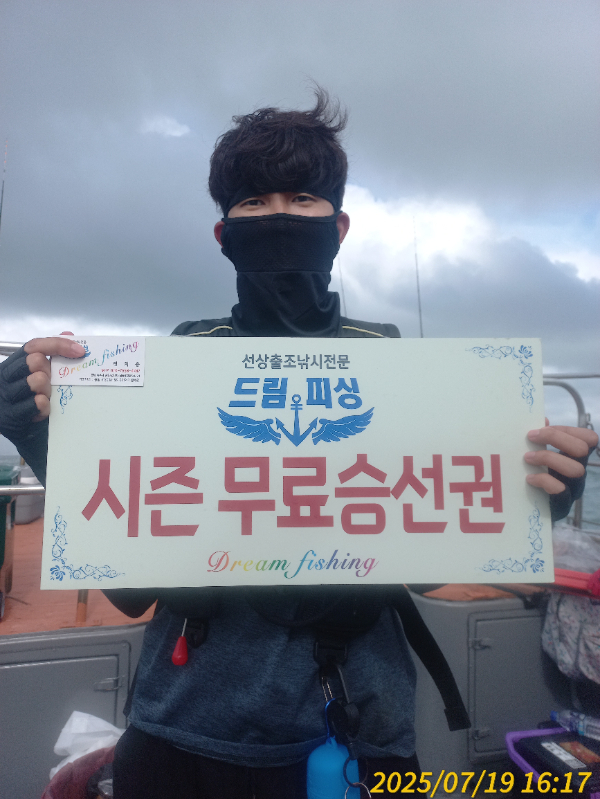 Dream fishing
선상출조낚시전문
드림 피싱
시즌 무료승선권
Dream fishing
2025/07/19 16:17